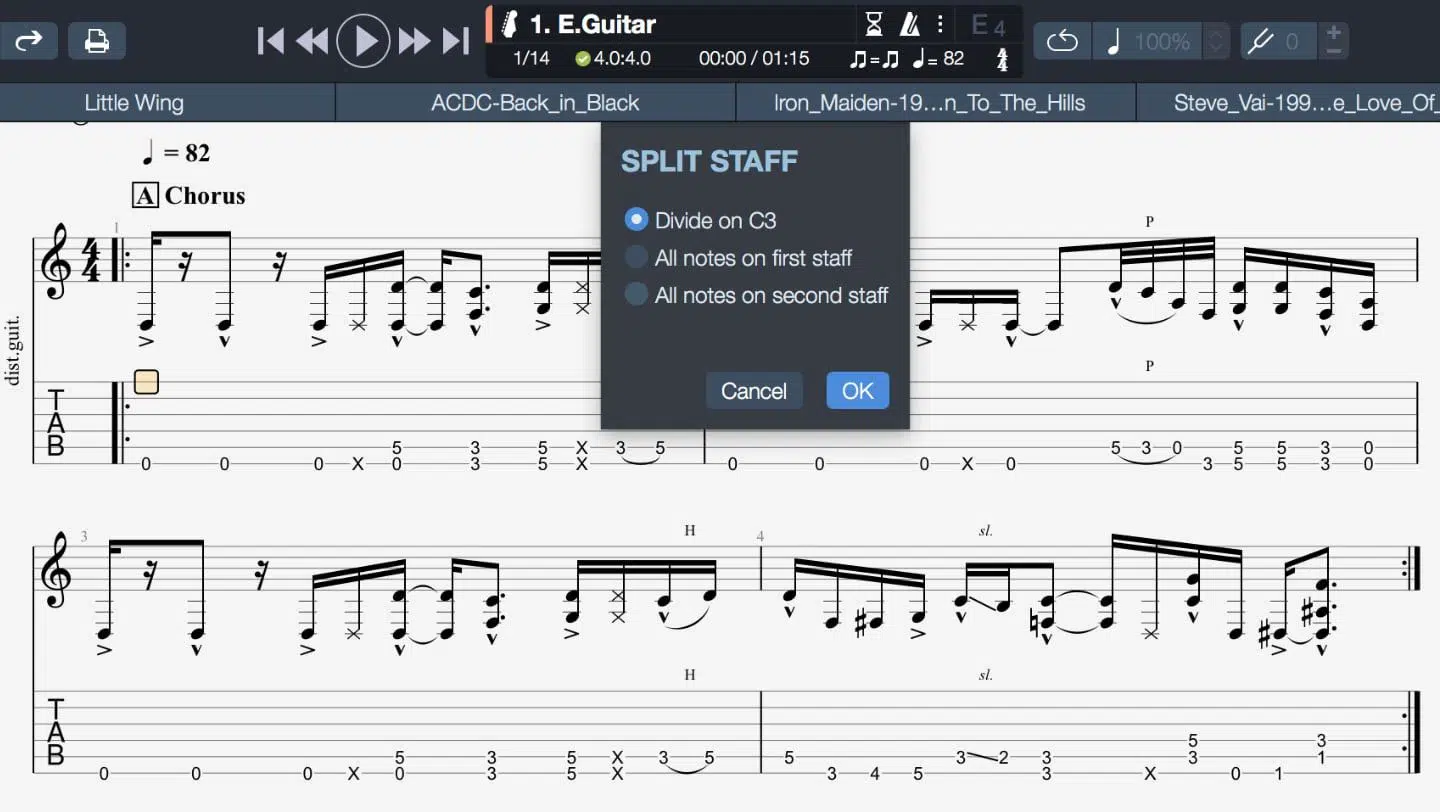 1. E.Guitar
E4
100%
0
1/14
4.0:4.0
00:00 / 01:15
♫=♫
♩= 82
4
4
Little Wing
ACDC-Back_in_Black
Iron_Maiden-19…n_To_The_Hills
Steve_Vai-199…e_Love_Of_
♩ = 82
A Chorus
SPLIT STAFF
Divide on C3
All notes on first staff
All notes on second staff
Cancel
OK
1
P
4
4
dist.guit.
P
T
A
B
5 3 5 X 3 5 5 3 0 5 5 3 0
0 0 0 X 0 3 5 X 0 0 0 X 0 3 5 5 3 0
3 H 4 sl.
H sl.
T
A
B
5 3
5 3 5 X 3 5 5 3 2 3 3 1
0 0 0 X 0 3 5 X 3 4 5 3 X 0 1